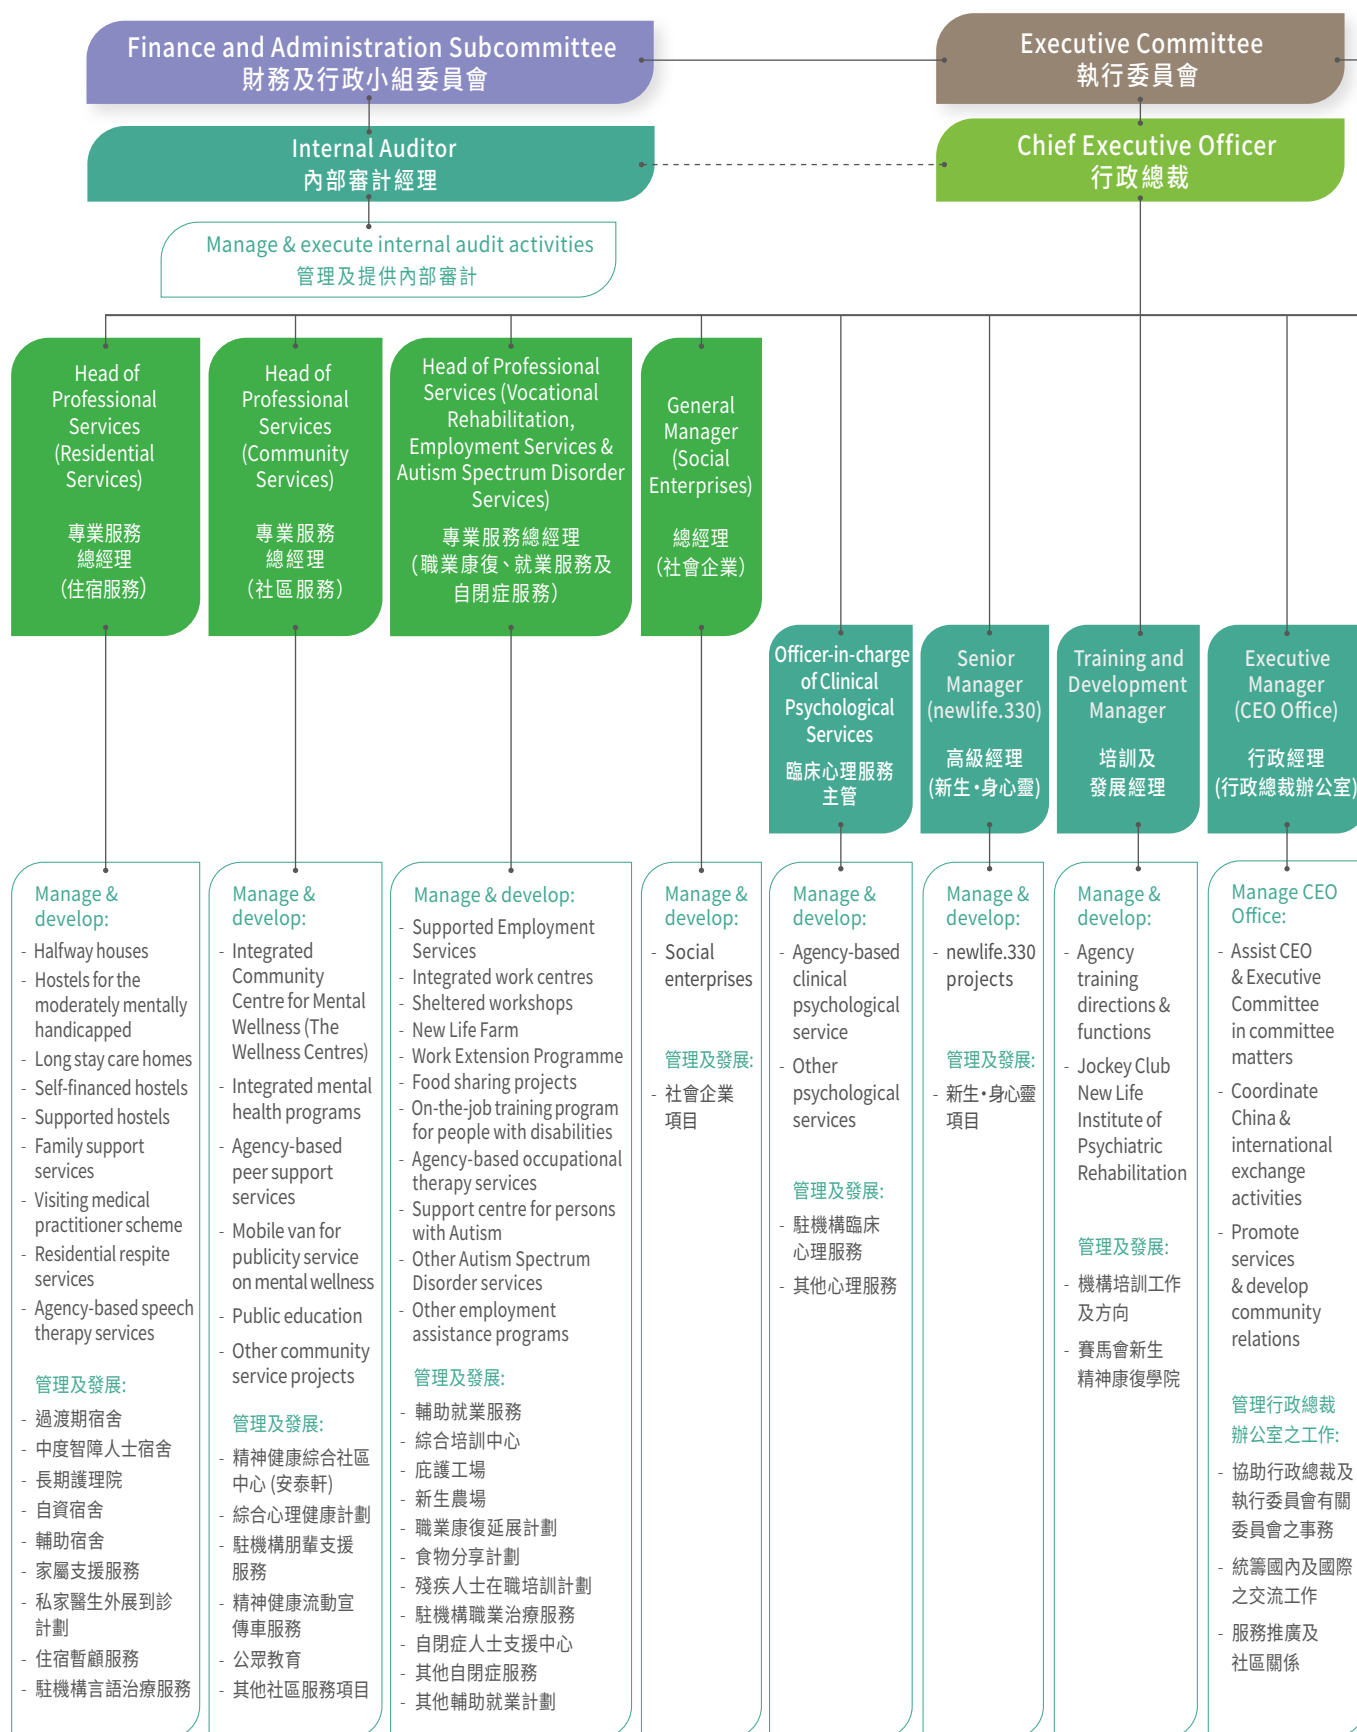 Finance and Administration Subcommittee
財務及行政小組委員會
Executive Committee
執行委員會
Internal Auditor
內部審計經理
Chief Executive Officer
行政總裁
Manage & execute internal audit activities
管理及提供內部審計
Head of
Professional
Services
(Residential
Services)
專業服務
總經理
(住宿服務)
Head of
Professional
Services
(Community
Services)
專業服務
總經理
(社區服務)
Head of Professional
Services (Vocational
Rehabilitation,
Employment Services &
Autism Spectrum Disorder
Services)
專業服務總經理
(職業康復、就業服務及
自閉症服務)
General
Manager
(Social
Enterprises)
總經理
(社會企業)
Officer-in-charge
of Clinical
Psychological
Services
臨床心理服務
主管
Senior
Manager
(newlife.330)
高級經理
(新生•身心靈)
Training and
Development
Manager
培訓及
發展經理
Executive
Manager
(CEO Office)
行政經理
(行政總裁辦公室)
Manage &
develop:
- Halfway houses
- Hostels for the
moderately mentally
handicapped
- Long stay care homes
- Self-financed hostels
- Supported hostels
- Family support
services
- Visiting medical
practitioner scheme
- Residential respite
services
- Agency-based speech
therapy services
管理及發展:
- 過渡期宿舍
- 中度智障人士宿舍
- 長期護理院
- 自資宿舍
- 輔助宿舍
- 家屬支援服務
- 私家醫生外展到診
計劃
- 住宿暫顧服務
- 駐機構言語治療服務
Manage &
develop:
- Integrated
Community
Centre for Mental
Wellness (The
Wellness Centres)
- Integrated mental
health programs
- Agency-based
peer support
services
- Mobile van for
publicity service
on mental wellness
- Public education
- Other community
service projects
管理及發展:
- 精神健康綜合社區
中心 (安泰軒)
- 綜合心理健康計劃
- 駐機構朋輩支援
服務
- 精神健康流動宣
傳車服務
- 公眾教育
- 其他社區服務項目
Manage & develop:
- Supported Employment
Services
- Integrated work centres
- Sheltered workshops
- New Life Farm
- Work Extension Programme
- Food sharing projects
- On-the-job training program
for people with disabilities
- Agency-based occupational
therapy services
- Support centre for persons
with Autism
- Other Autism Spectrum
Disorder services
- Other employment
assistance programs
管理及發展:
- 輔助就業服務
- 綜合培訓中心
- 庇護工場
- 新生農場
- 職業康復延展計劃
- 食物分享計劃
- 殘疾人士在職培訓計劃
- 駐機構職業治療服務
- 自閉症人士支援中心
- 其他自閉症服務
- 其他輔助就業計劃
Manage &
develop:
- Social
enterprises
管理及發展:
- 社會企業
項目
Manage &
develop:
- Agency-based
clinical
psychological
service
- Other
psychological
services
管理及發展:
- 駐機構臨床
心理服務
- 其他心理服務
Manage &
develop:
- newlife.330
projects
管理及發展:
- 新生•身心靈
項目
Manage &
develop:
- Agency
training
directions &
functions
- Jockey Club
New Life
Institute of
Psychiatric
Rehabilitation
管理及發展:
- 機構培訓工作
及方向
- 賽馬會新生
精神康復學院
Manage CEO
Office:
- Assist CEO
& Executive
Committee
in committee
matters
- Coordinate
China &
international
exchange
activities
- Promote
services
& develop
community
relations
管理行政總裁
辦公室之工作:
- 協助行政總裁及
執行委員會有關
委員會之事務
- 統籌國內及國際
之交流工作
- 服務推廣及
社區關係